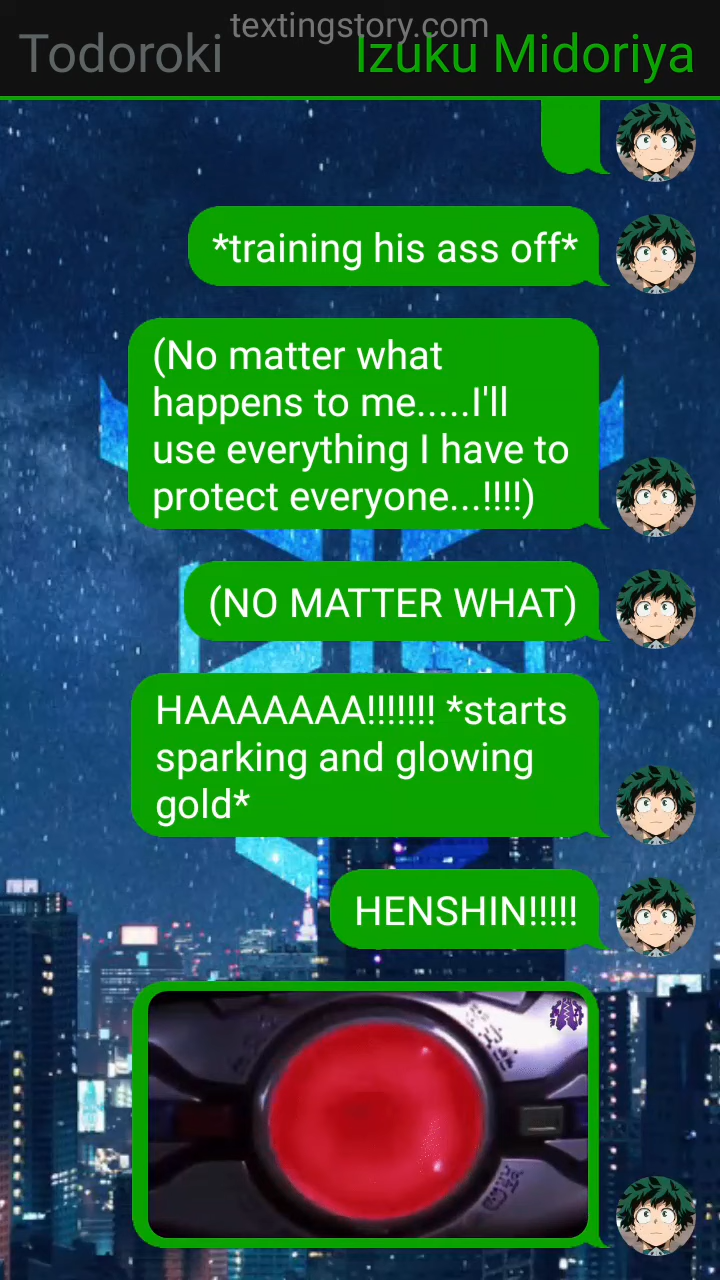 textingstory.com
Todoroki
Izuku Midoriya
*training his ass off*
(No matter what
happens to me.....I'll
use everything I have to
protect everyone...!!!!)
(NO MATTER WHAT)
HAAAAAAA!!!!!!! *starts
sparking and glowing
gold*
HENSHIN!!!!!